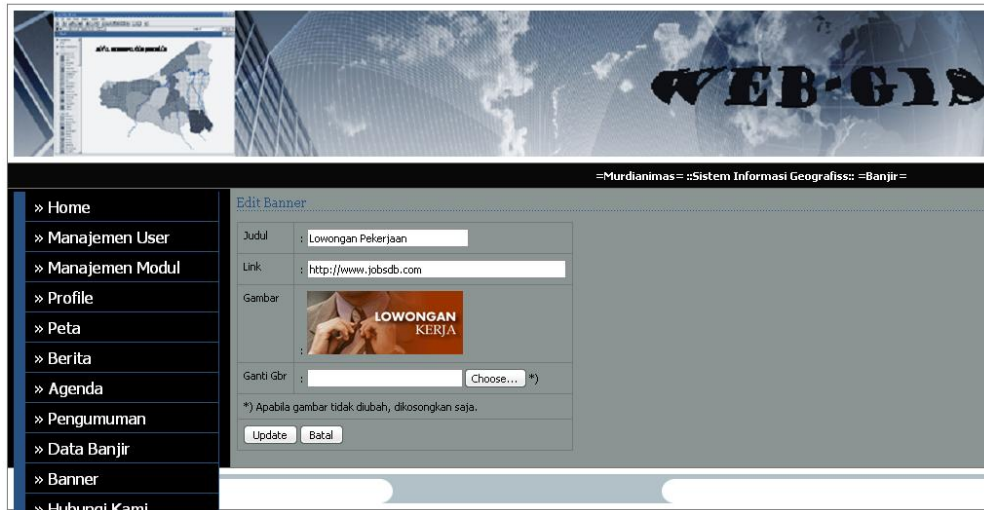 WEB-GIS
=Murdianimas= ::Sistem Informasi Geografiss:: =Banjir=
» Home
» Manajemen User
» Manajemen Modul
» Profile
» Peta
» Berita
» Agenda
» Pengumuman
» Data Banjir
» Banner
» Hubungi Kami
Edit Banner
Judul : Lowongan Pekerjaan
Link : http://www.jobsdb.com
Gambar :
LOWONGAN
KERJA
Ganti Gbr : Choose... *)
*) Apabila gambar tidak diubah, dikosongkan saja.
Update Batal